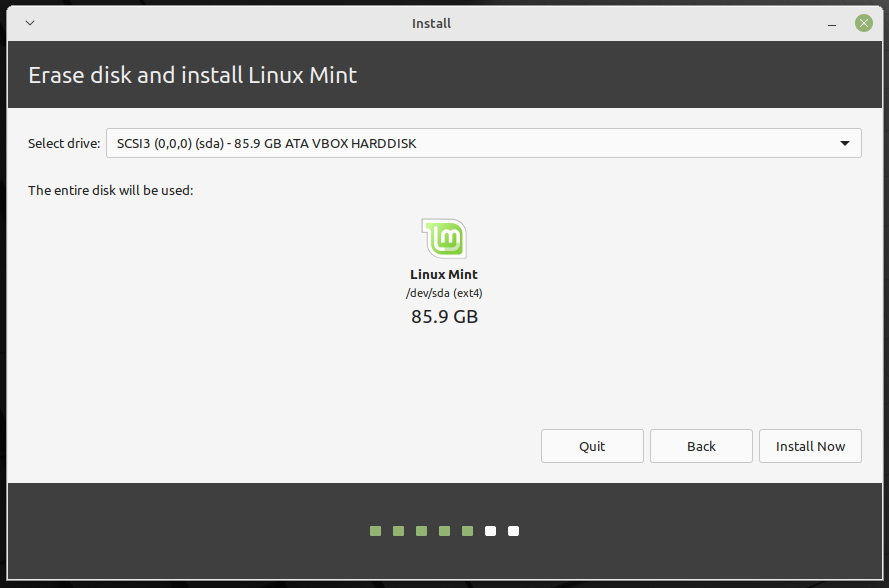 Install
Erase disk and install Linux Mint
Select drive: SCSI3 (0,0,0) (sda) - 85.9 GB ATA VBOX HARDDISK
The entire disk will be used:
Linux Mint
/dev/sda (ext4)
85.9 GB
Quit Back Install Now